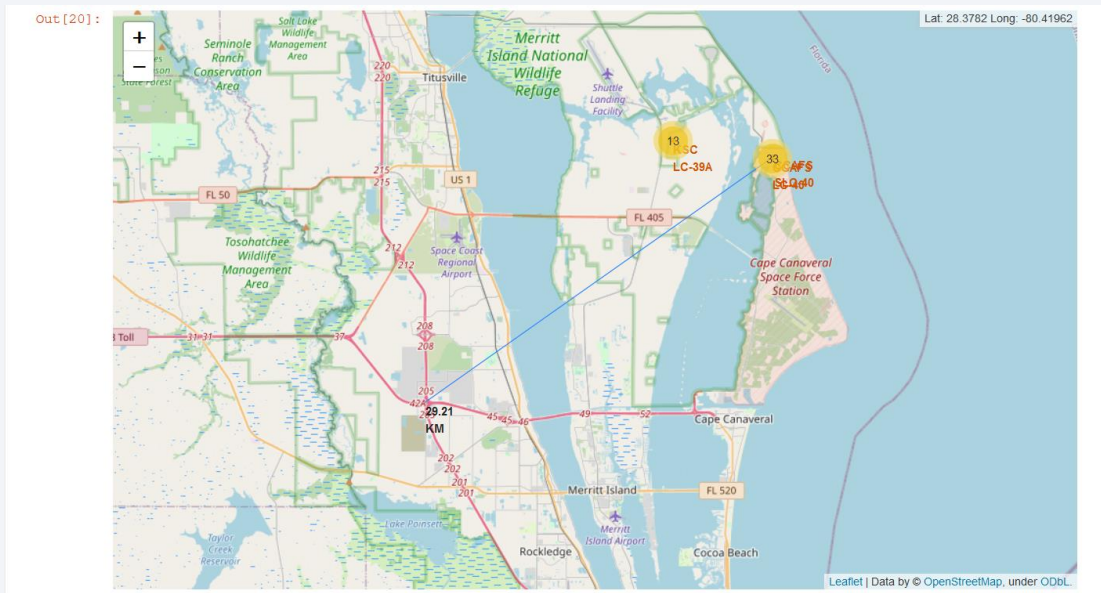 Out[20]:
+
−
Lat: 28.3782 Long: -80.41962
Salt Lake
Wildlife
Management
Area
Seminole
Ranch
Conservation
Area
State Forest
220
220
Titusville
Merritt
Island National
Wildlife
Refuge
Shuttle
Landing
Facility
Florida
13
KSC
LC-39A
33
CCAFS
SLC-40
215
215
US 1
FL 50
FL 405
Tosohatchee
Wildlife
Management
Area
212
212
Space Coast
Regional
Airport
Cape Canaveral
Space Force
Station
208
208
Toll
31-31
37
205
42A
29.21
KM
45
45
46
49
52
Cape Canaveral
202
202
201
201
Merritt Island
FL 520
Lake Poinsett
Taylor
Creek
Reservoir
Merritt
Island Airport
Rockledge
Cocoa Beach
Leaflet | Data by © OpenStreetMap, under ODbL.